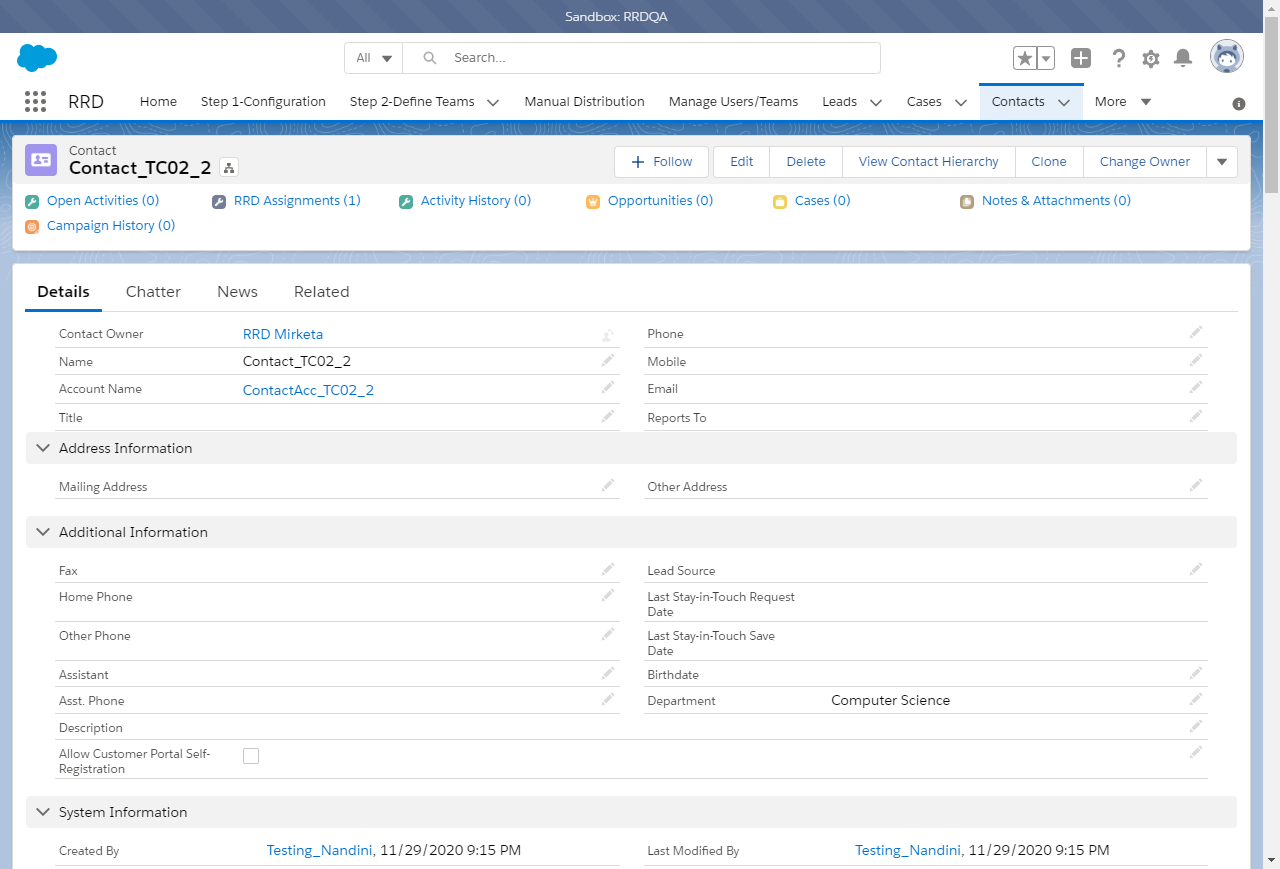 Sandbox: RRDQA
All Search...
RRD Home Step 1-Configuration Step 2-Define Teams Manual Distribution Manage Users/Teams Leads Cases Contacts More
Contact
Contact_TC02_2
Follow Edit Delete View Contact Hierarchy Clone Change Owner
Open Activities (0) RRD Assignments (1) Activity History (0) Opportunities (0) Cases (0) Notes & Attachments (0)
Campaign History (0)
Details Chatter News Related
Contact Owner RRD Mirketa Phone
Name Contact_TC02_2 Mobile
Account Name ContactAcc_TC02_2 Email
Title Reports To
Address Information
Mailing Address Other Address
Additional Information
Fax Lead Source
Home Phone Last Stay-in-Touch Request
Date
Other Phone Last Stay-in-Touch Save
Date
Assistant Birthdate
Asst. Phone Department Computer Science
Description
Allow Customer Portal Self-
Registration
System Information
Created By Testing_Nandini, 11/29/2020 9:15 PM Last Modified By Testing_Nandini, 11/29/2020 9:15 PM